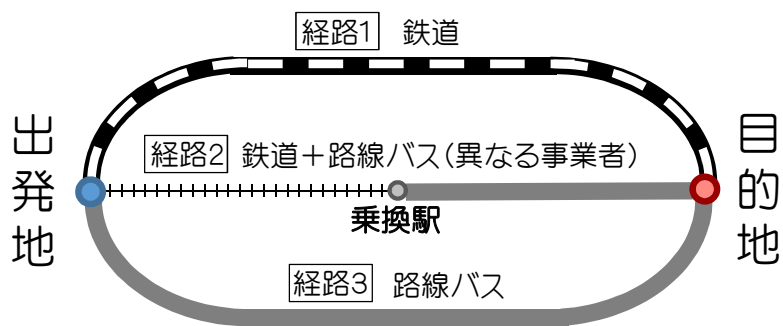 経路1 鉄道
出発地
経路2 鉄道＋路線バス(異なる事業者)
目的地
乗換駅
経路3 路線バス